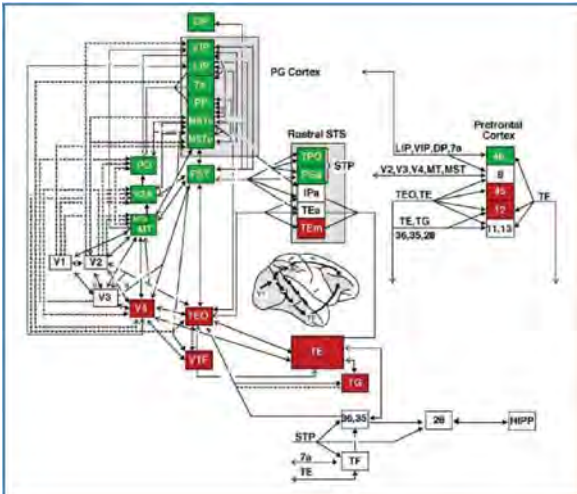 DP
VIP
LIP
7a
PP
MSTd
MSTl
PG Cortex
Rostral STS
TPO
PGa
STP
IPa
TEa
TEm
PO
V3A
MT
FST
V1
V2
V3
V4
TEO
VTF
TE
TG
36,35
28
HIPP
STP
TF
7a
TE
Prefrontal
Cortex
LIP,VIP,DP,7a
46
8
V2,V3,V4,MT,MST
45
TEO,TE
12
TF
TE,TG
11,13
36,35,28